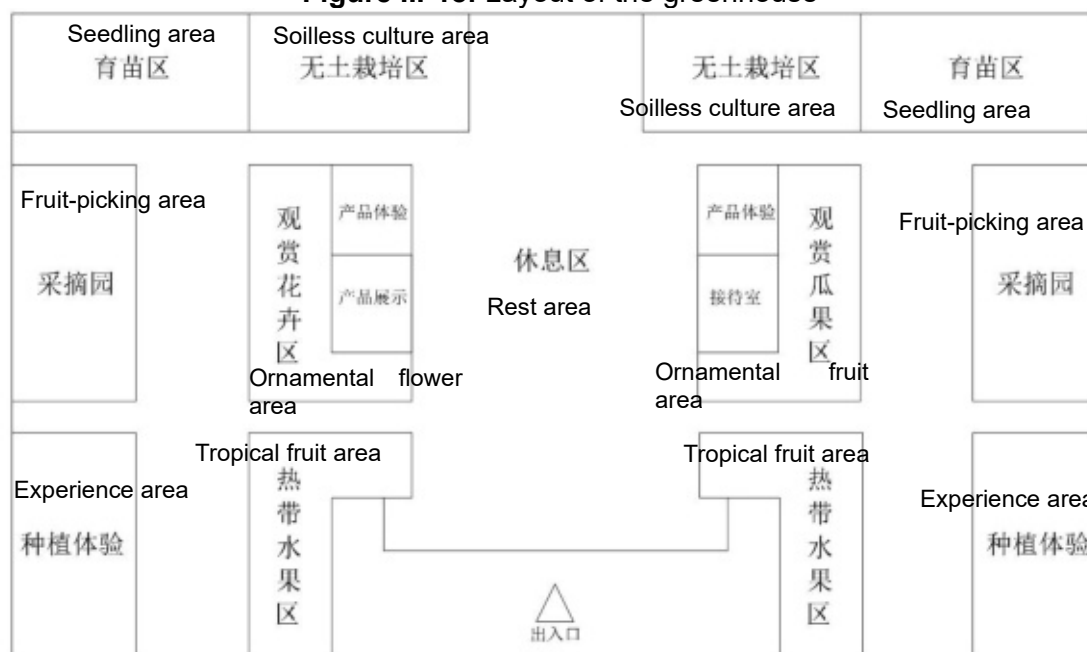 Figure III-
Layout of the greenhouse
Seedling area
育苗区
Soilless culture area
无土栽培区
无土栽培区
Soilless culture area
育苗区
Seedling area
Fruit-picking area
采摘园
观赏花卉区
产品体验
产品展示
Ornamental flower
area
休息区
Rest area
产品体验
接待室
观赏瓜果区
Ornamental fruit
area
Fruit-picking area
采摘园
Experience area
种植体验
Tropical fruit area
热带水果区
出入口
Tropical fruit area
热带水果区
Experience area
种植体验